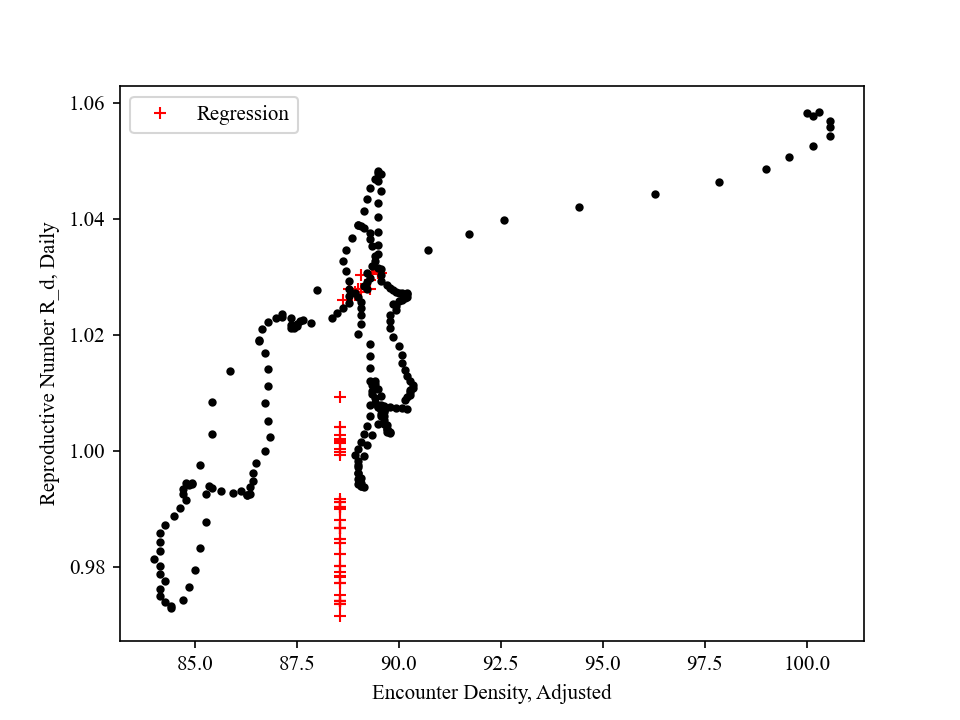 Regression
1.06
1.04
1.02
1.00
0.98
Reproductive Number R_d, Daily
85.0 87.5 90.0 92.5 95.0 97.5 100.0
Encounter Density, Adjusted